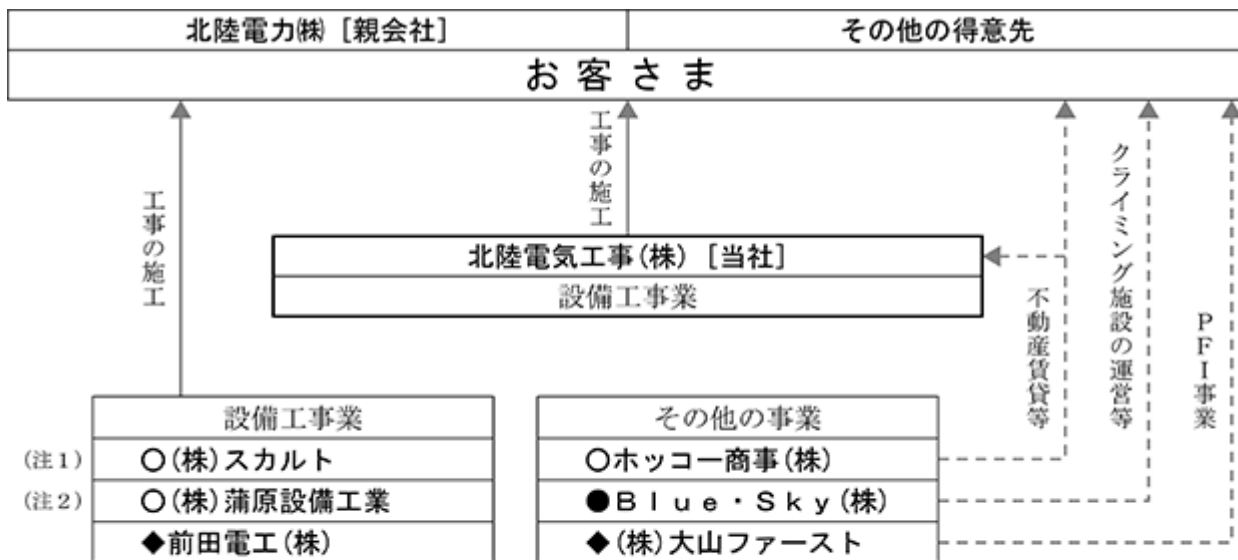 北陸電力㈱［親会社］
その他の得意先
お客さま
工事の施工
工事の施工
北陸電気工事(株)［当社］
設備工事業
不動産賃貸等
クライミング施設の運営等
ＰＦＩ事業
設備工事業
(注１) ○(株)スカルト
(注２) ○(株)蒲原設備工業
◆前田電工(株)
その他の事業
○ホッコー商事(株)
●Ｂｌｕｅ・Ｓｋｙ(株)
◆(株)大山ファースト